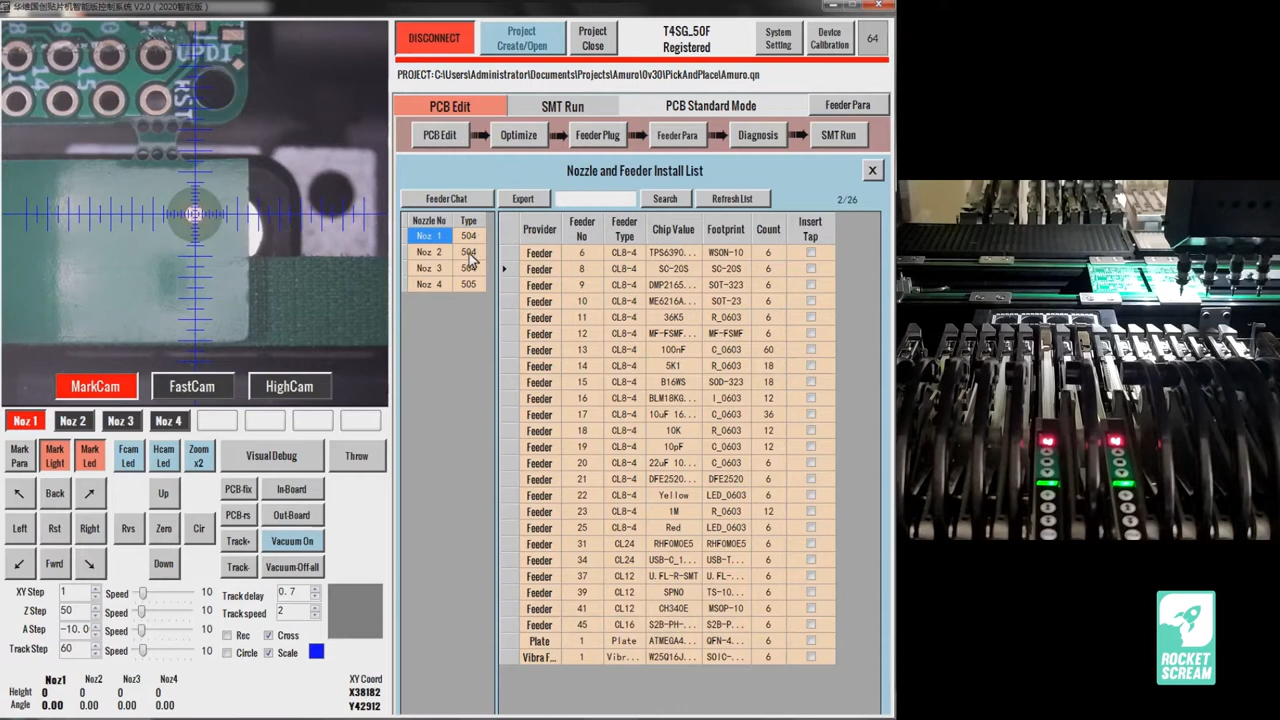 华维国创贴片机智能版控制系统 V2.0（2020智能版）
DISCONNECT
Project Create/Open
Project Close
T4SG_50F Registered
System Setting
Device Calibration
64
PROJECT: C:\Users\Administrator\Documents\Projects\Amuro\0v30\PickAndPlace\Amuro.qn
PCB Edit SMT Run PCB Standard Mode Feeder Para
PCB Edit Optimize Feeder Plug Feeder Para Diagnosis SMT Run
Nozzle and Feeder Install List X
Feeder Chat Export Search Refresh List 2/26
Nozzle No Type
Noz 1 504
Noz 2 504
Noz 3 504
Noz 4 505
Provider Feeder No Feeder Type Chip Value Footprint Count Insert Tap
Feeder 6 CL8-4 TPS6390... WSON-10 6
Feeder 8 CL8-4 SC-20S SC-20S 6
Feeder 9 CL8-4 DMP2165... SOT-323 6
Feeder 10 CL8-4 ME6216A... SOT-23 6
Feeder 11 CL8-4 36K5 R_0603 6
Feeder 12 CL8-4 MF-FSMF... MF-FSMF... 6
Feeder 13 CL8-4 100nF C_0603 60
Feeder 14 CL8-4 5K1 R_0603 18
Feeder 15 CL8-4 B16WS SOD-323 18
Feeder 16 CL8-4 BLM18KG... I_0603 12
Feeder 17 CL8-4 10uF 16... C_0603 36
Feeder 18 CL8-4 10K R_0603 12
Feeder 19 CL8-4 10pF C_0603 12
Feeder 20 CL8-4 22uF 10... C_0603 6
Feeder 21 CL8-4 DFE2520... DFE2520 6
Feeder 22 CL8-4 Yellow LED_0603 6
Feeder 23 CL8-4 1M R_0603 6
Feeder 25 CL8-4 Red LED_0603 6
Feeder 31 CL24 RHF0M0E5 RHF0M0E5 6
Feeder 34 CL24 USB-C_1... USB-T... 6
Feeder 37 CL12 U.FL-R-SMT U.FL-... 6
Feeder 39 CL12 SPNO TS-10... 6
Feeder 41 CL12 CH340E MSOP-10 6
Feeder 45 CL16 S2B-PH-... S2B-P... 6
Plate 1 Plate ATMEGA4... QFN-4... 6
Vibra F... 1 Vibr... W25Q16J... SOIC-... 6
UPDI
RST
14
15
MarkCam FastCam HighCam
Noz 1 Noz 2 Noz 3 Noz 4
Mark Para
Mark Light
Mark Led
Fcam Led
Hcam Led
Zoom x2
Visual Debug
Throw
Back Up
PCB-fix In-Board
Left Rst Right Rvs Zero Cir
PCB-rs Out-Board
Track+ Vacuum On
Fwrd Down
Track- Vacuum-Off-all
XY Step 1 Speed 10
Z Step 50 Speed 10
A Step -10.0 Speed 10
Track Step 60 Speed 10
Track delay 0.7
Track speed 2
Rec Cross
Circle Scale
Noz1 Noz2 Noz3 Noz4 XY Coord
Height 0 0 0 0 X38182
Angle 0.00 0.00 0.00 0.00 Y42912
ROCKET
SCREAM